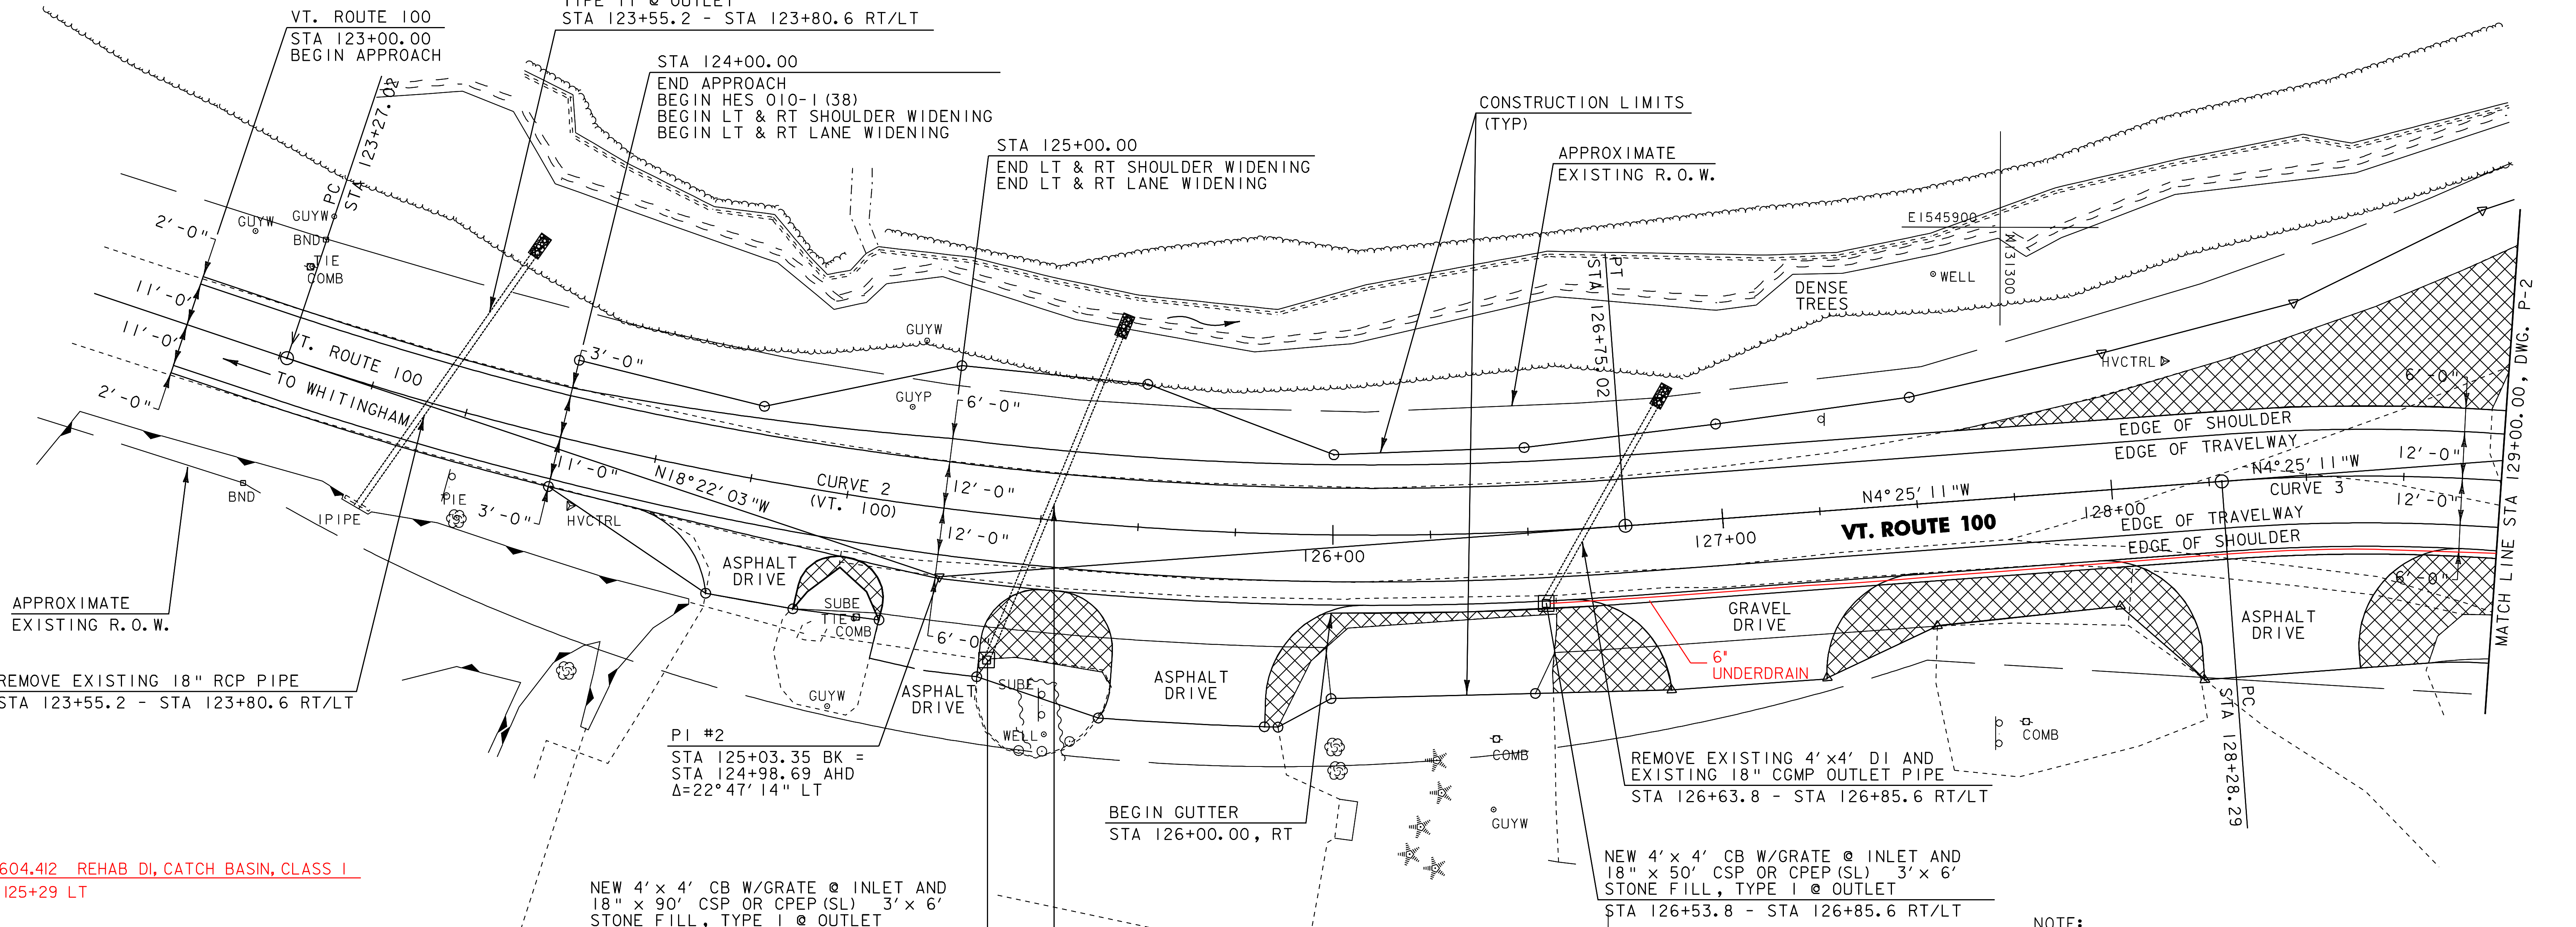 VT. ROUTE 100
STA 123+00.00
BEGIN APPROACH
TYPE 11 @ OUTLET
STA 123+55.2 - STA 123+80.6 RT/LT
STA 124+00.00
END APPROACH
BEGIN HES 010-1(38)
BEGIN LT & RT SHOULDER WIDENING
BEGIN LT & RT LANE WIDENING
STA 125+00.00
END LT & RT SHOULDER WIDENING
END LT & RT LANE WIDENING
CONSTRUCTION LIMITS
(TYP)
APPROXIMATE
EXISTING R.O.W.
PC
STA 123+27.02
GUYW
GUYW
BND
TIE
COMB
2'-0"
11'-0"
11'-0"
2'-0"
VT. ROUTE 100
TO WHITINGHAM
3'-0"
11'-0"
3'-0"
GUYW
GUYP
6'-0"
12'-0"
12'-0"
6'-0"
N18°22'03"W
CURVE 2
(VT. 100)
PT
STA 126+75.02
E1545900
N131300
WELL
DENSE
TREES
HVCTRL
6'-0"
EDGE OF SHOULDER
EDGE OF TRAVELWAY
12'-0"
N4°25'11"W
CURVE 3
12'-0"
N4°25'11"W
128+00
VT. ROUTE 100
127+00
126+00
EDGE OF TRAVELWAY
EDGE OF SHOULDER
6'-0"
MATCH LINE STA 129+00.00, DWG. P-2
BND
IPIPE
PIE
HVCTRL
ASPHALT
DRIVE
SUBE
TIE
COMB
GUYW
ASPHALT
DRIVE
SUBE
WELL
ASPHALT
DRIVE
GRAVEL
DRIVE
6"
UNDERDRAIN
ASPHALT
DRIVE
APPROXIMATE
EXISTING R.O.W.
REMOVE EXISTING 18" RCP PIPE
STA 123+55.2 - STA 123+80.6 RT/LT
PI #2
STA 125+03.35 BK =
STA 124+98.69 AHD
Δ=22°47'14" LT
BEGIN GUTTER
STA 126+00.00, RT
COMB
GUYW
COMB
REMOVE EXISTING 4'x4' DI AND
EXISTING 18" CGMP OUTLET PIPE
STA 126+63.8 - STA 126+85.6 RT/LT
PC
STA 128+28.29
604.412 REHAB DI, CATCH BASIN, CLASS I
125+29 LT
NEW 4'x 4' CB W/GRATE @ INLET AND
18" x 90' CSP OR CPEP(SL) 3'x 6'
STONE FILL, TYPE 1 @ OUTLET
NEW 4'x 4' CB W/GRATE @ INLET AND
18" x 50' CSP OR CPEP(SL) 3'x 6'
STONE FILL, TYPE 1 @ OUTLET
STA 126+53.8 - STA 126+85.6 RT/LT
NOTE: